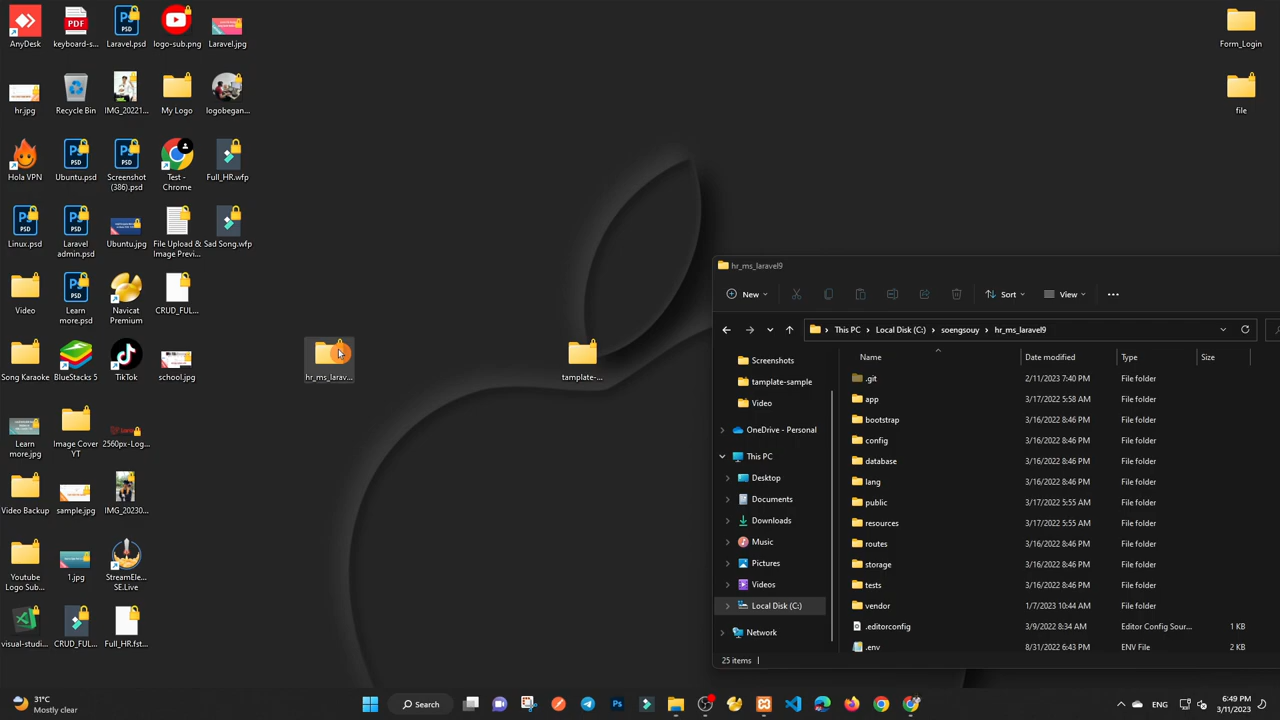 AnyDesk
keyboard-s...
Laravel.psd
logo-sub.png
Laravel.jpg
hr.jpg
Recycle Bin
IMG_20221...
My Logo
logobegan...
Hola VPN
Ubuntu.psd
Screenshot
(386).psd
Test -
Chrome
Full_HR.wfp
Linux.psd
Laravel
admin.psd
Ubuntu.jpg
File Upload &
Image Previ...
Sad Song.wfp
Video
Learn
more.psd
Navicat
Premium
CRUD_FUL...
Song Karaoke
BlueStacks 5
TikTok
school.jpg
Learn
more.jpg
Image Cover
YT
2560px-Log...
Video Backup
sample.jpg
IMG_20230...
Youtube
Logo Sub...
1.jpg
StreamEle...
SE.Live
visual-studi...
CRUD_FUL...
Full_HR.fst...
hr_ms_larav...
tamplate-...
Form_Login
file
hr_ms_laravel9
New
Sort
View
This PC > Local Disk (C:) > soengsouy > hr_ms_laravel9
Screenshots
tamplate-sample
Video
OneDrive - Personal
This PC
Desktop
Documents
Downloads
Music
Pictures
Videos
Local Disk (C:)
Network
Name Date modified Type Size
.git 2/11/2023 7:40 PM File folder
app 3/17/2022 5:58 AM File folder
bootstrap 3/16/2022 8:46 PM File folder
config 3/16/2022 8:46 PM File folder
database 3/16/2022 8:46 PM File folder
lang 3/16/2022 8:46 PM File folder
public 3/17/2022 5:55 AM File folder
resources 3/17/2022 5:55 AM File folder
routes 3/16/2022 8:46 PM File folder
storage 3/16/2022 8:46 PM File folder
tests 3/16/2022 8:46 PM File folder
vendor 1/7/2023 10:44 AM File folder
.editorconfig 3/9/2022 8:34 AM Editor Config Sour... 1 KB
.env 8/31/2022 6:43 PM ENV File 2 KB
25 items
31°C
Mostly clear
Search
ENG
6:49 PM
3/11/2023